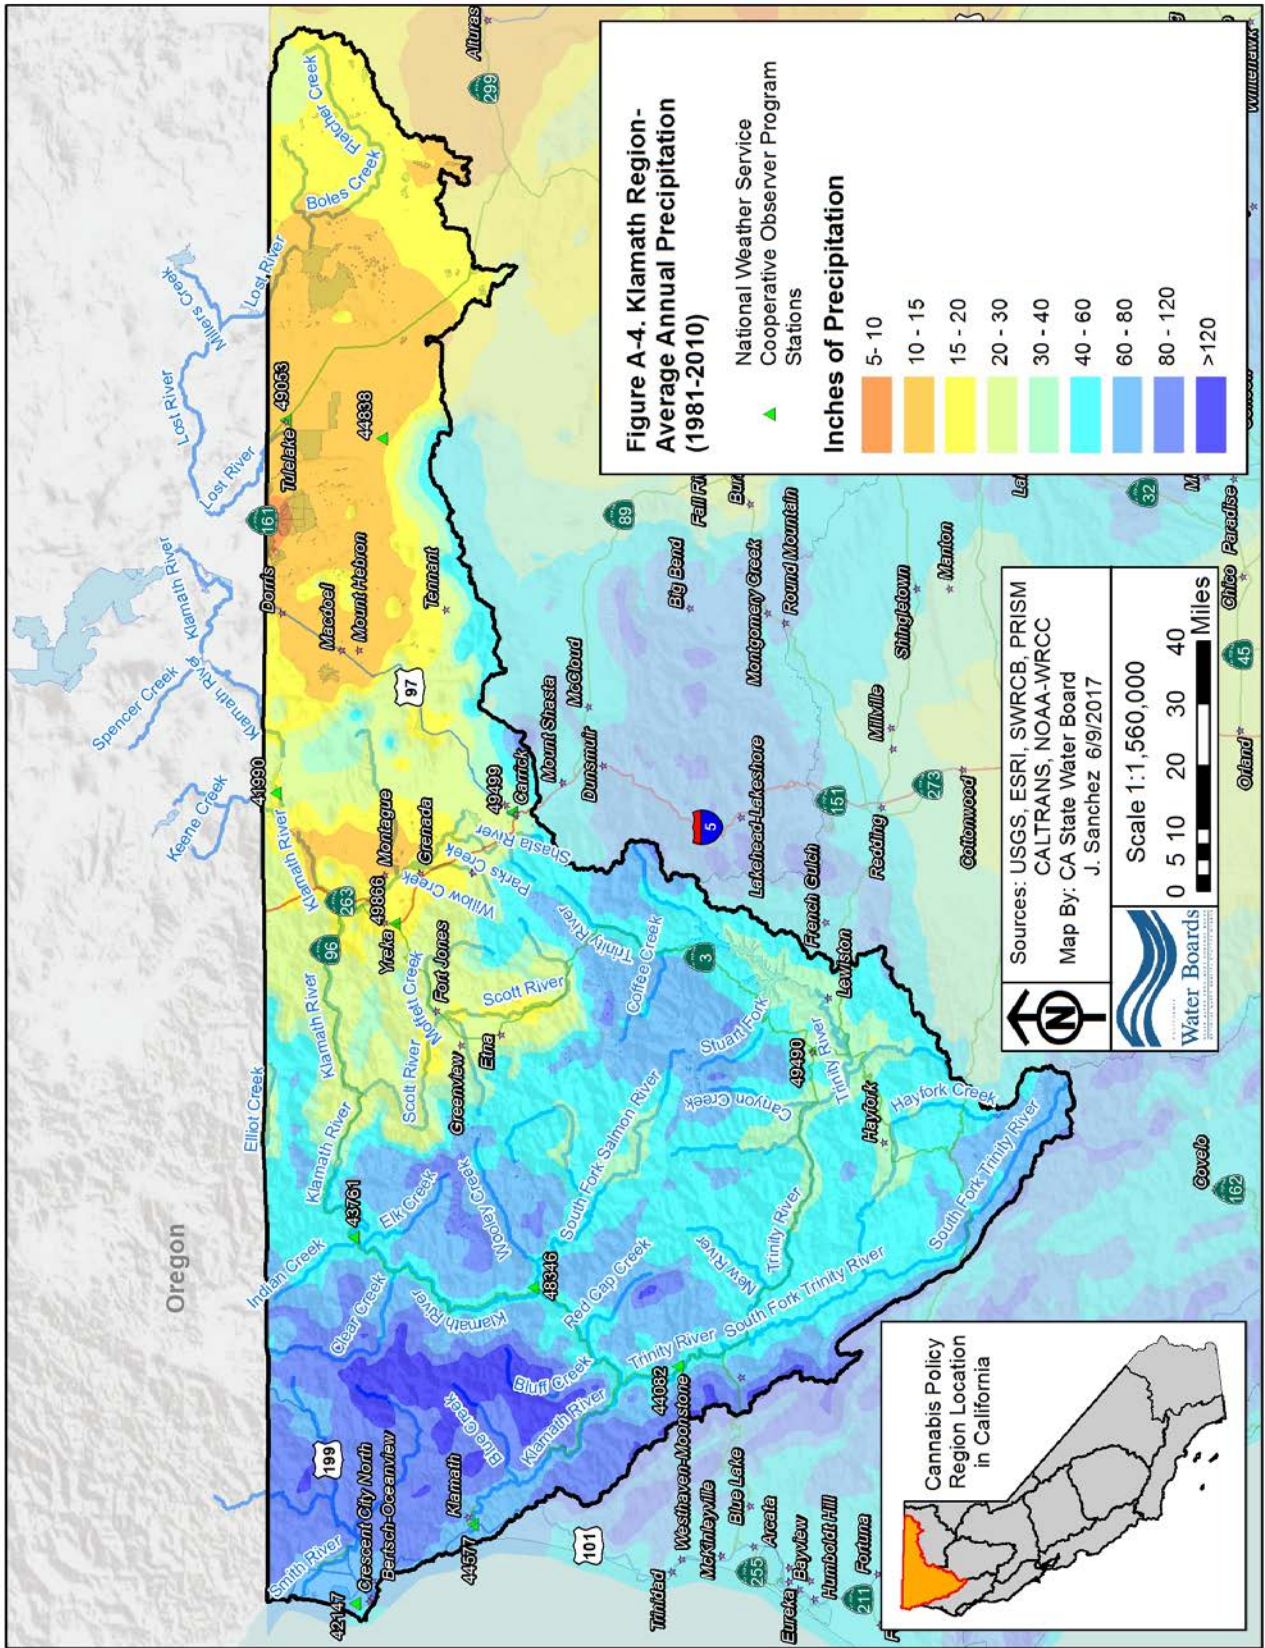 Oregon
Spencer Creek
Klamath River
Klamath River
Klamath River
Keene Creek
Lost River
Lost River
Millers Creek
Lost River
Boles Creek
Fletcher Creek
Elliot Creek
Indian Creek
Smith River
Clear Creek
Elk Creek
Klamath River
Klamath River
Klamath River
Klamath River
Klamath River
Scott River
Moffett Creek
Scott River
Willow Creek
Parks Creek
Shasta River
Trinity River
Coffee Creek
Stuart Fork
Canyon Creek
Trinity River
Wooley Creek
South Fork Salmon River
Red Cap Creek
Bluff Creek
Blue Creek
New River
Trinity River
Trinity River
South Fork Trinity River
South Fork Trinity River
Hayfork Creek
42147
44577
44082
43761
48346
49490
49866
41990
49499
49053
44838
Crescent City North
Bertsch-Oceanview
Klamath
Westhaven-Moonstone
Trinidad
McKinleyville
Blue Lake
Arcata
Eureka
Bayview
Humboldt Hill
Fortuna
Greenview
Etna
Fort Jones
Yreka
Montague
Grenada
Carrick
Mount Shasta
Dunsmuir
McCloud
Dorris
Macdoel
Mount Hebron
Tennant
Tulelake
Alturas
Hayfork
Lewiston
French Gulch
Lakehead-Lakeshore
Redding
Cottonwood
Millville
Shingletown
Manton
Montgomery Creek
Round Mountain
Big Bend
Fall Ri
Bur
Covelo
Orland
Chico
Paradise
Whitehawk
199
101
255
211
96
263
3
97
161
299
89
5
151
273
32
45
162
Figure A-4. Klamath Region-
Average Annual Precipitation
(1981-2010)
National Weather Service
Cooperative Observer Program
Stations
Inches of Precipitation
5- 10
10 - 15
15 - 20
20 - 30
30 - 40
40 - 60
60 - 80
80 - 120
>120
N
Sources: USGS, ESRI, SWRCB, PRISM
CALTRANS, NOAA-WRCC
Map By: CA State Water Board
J. Sanchez 6/9/2017
Water Boards
Scale 1:1,560,000
0 5 10 20 30 40
Miles
Cannabis Policy
Region Location
in California